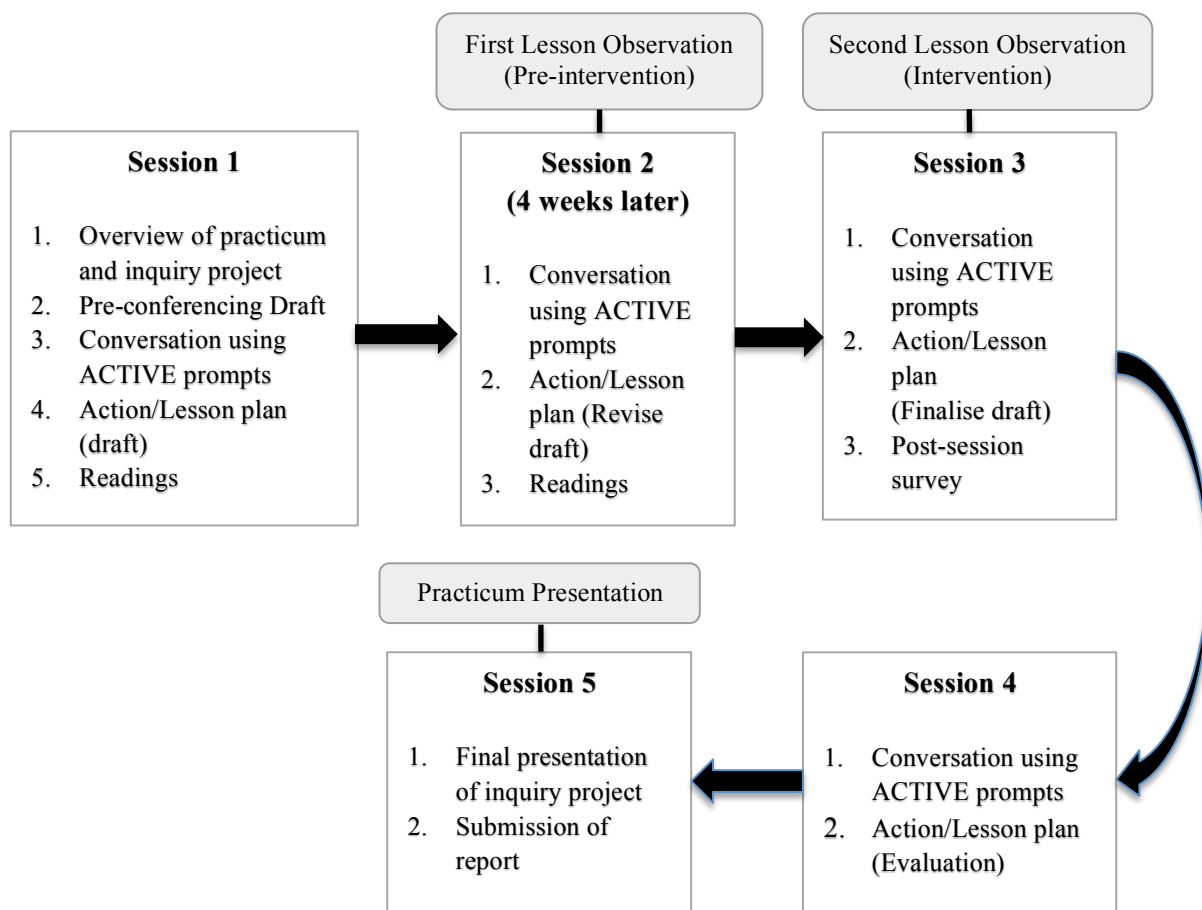 First Lesson Observation
(Pre-intervention)
Second Lesson Observation
(Intervention)
Session 1
1. Overview of practicum
and inquiry project
2. Pre-conferencing Draft
3. Conversation using
ACTIVE prompts
4. Action/Lesson plan
(draft)
5. Readings
Session 2
(4 weeks later)
1. Conversation
using ACTIVE
prompts
2. Action/Lesson
plan (Revise
draft)
3. Readings
Session 3
1. Conversation
using ACTIVE
prompts
2. Action/Lesson
plan
(Finalise draft)
3. Post-session
survey
Practicum Presentation
Session 5
1. Final presentation
of inquiry project
2. Submission of
report
Session 4
1. Conversation using
ACTIVE prompts
2. Action/Lesson plan
(Evaluation)